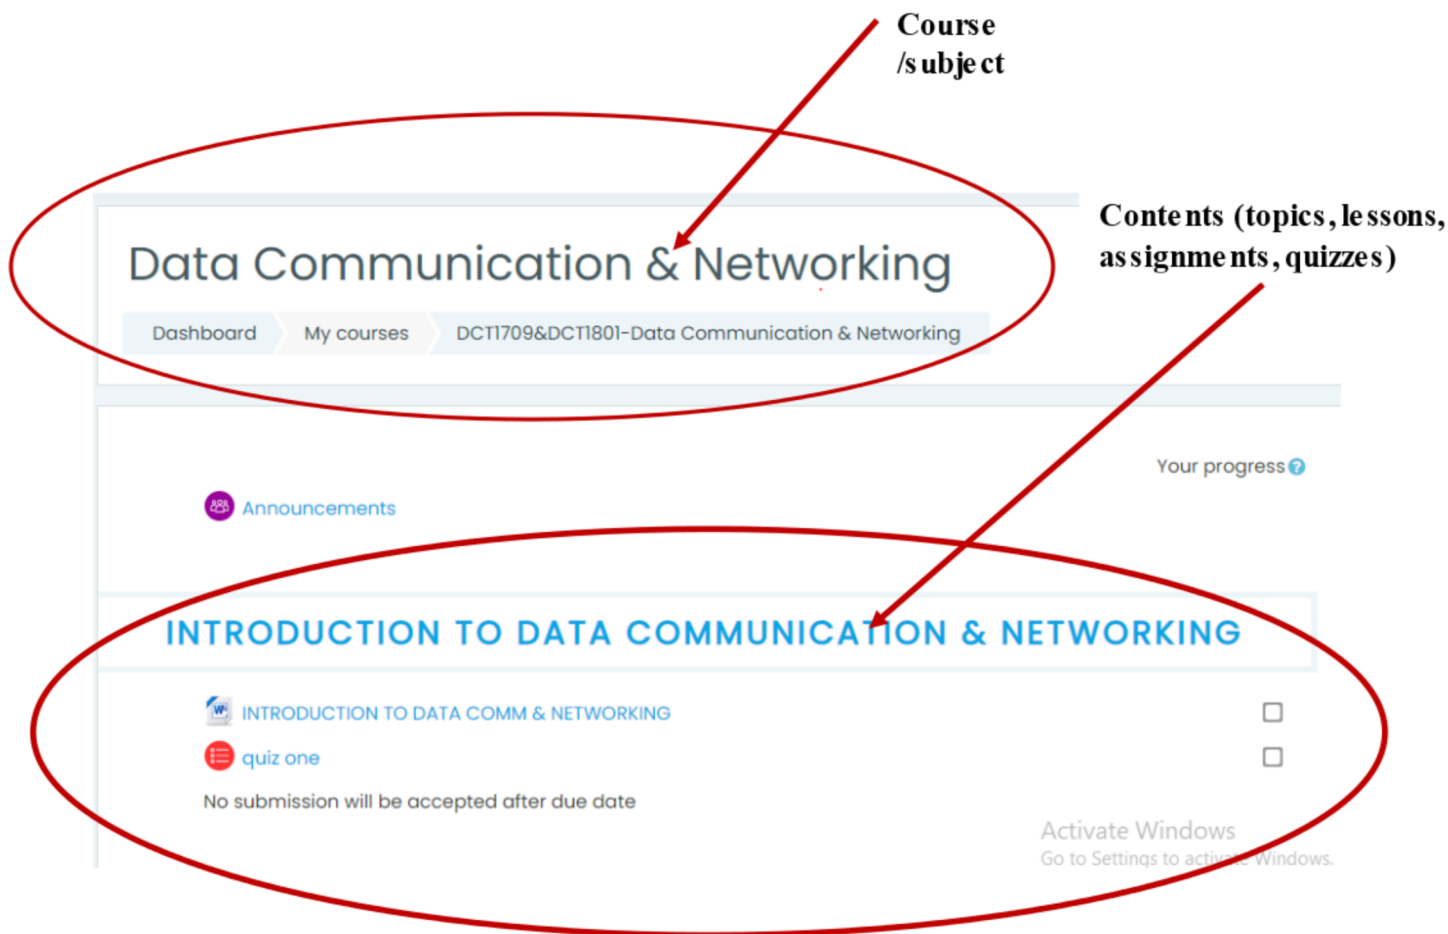 Course
/subject
Contents (topics, lessons,
assignments, quizzes)
Data Communication & Networking
Dashboard My courses DCT1709&DCT1801-Data Communication & Networking
Your progress
Announcements
INTRODUCTION TO DATA COMMUNICATION & NETWORKING
INTRODUCTION TO DATA COMM & NETWORKING
quiz one
No submission will be accepted after due date
Activate Windows
Go to Settings to activate Windows.